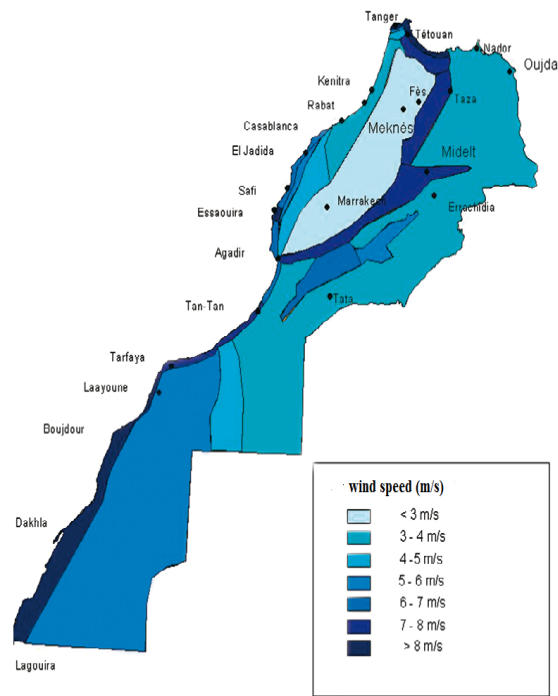 Tanger
Tétouan
Nador
Oujda
Kenitra
Fès
Taza
Rabat
Casablanca
Meknés
El Jadida
Midelt
Safi
Marrakech
Errachidia
Essaouira
Agadir
Tata
Tan-Tan
Tarfaya
Laayoune
Boujdour
Dakhla
Lagouira
wind speed (m/s)
< 3 m/s
3 - 4 m/s
4 -5 m/s
5 - 6 m/s
6 - 7 m/s
7 - 8 m/s
> 8 m/s